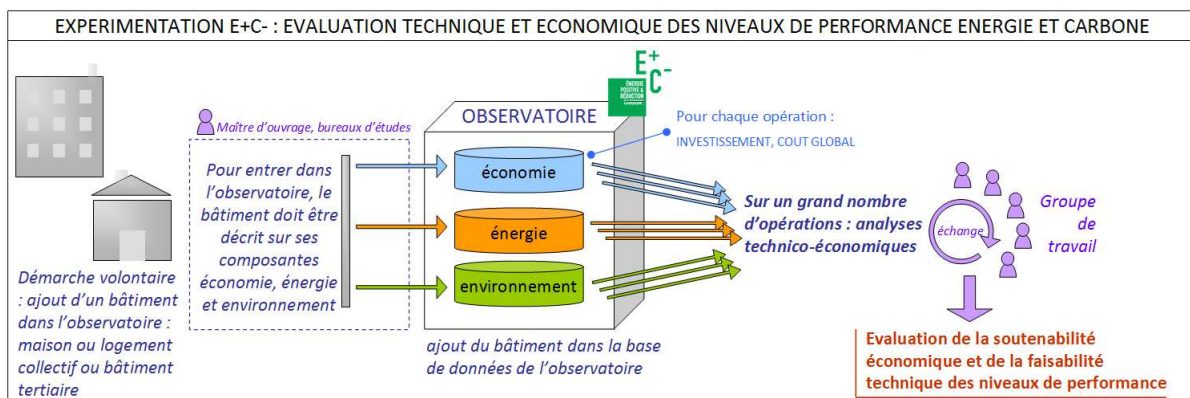 EXPERIMENTATION E+C- : EVALUATION TECHNIQUE ET ECONOMIQUE DES NIVEAUX DE PERFORMANCE ENERGIE ET CARBONE
Démarche volontaire
: ajout d'un bâtiment
dans l'observatoire :
maison ou logement
collectif ou bâtiment
tertiaire
Maître d'ouvrage, bureaux d'études
Pour entrer dans
l'observatoire, le
bâtiment doit être
décrit sur ses
composantes
économie, énergie
et environnement
OBSERVATOIRE
E+
C-
ÉNERGIE
POSITIVE &
RÉDUCTION
économie
énergie
environnement
ajout du bâtiment dans la base
de données de l'observatoire
Pour chaque opération :
INVESTISSEMENT, COUT GLOBAL
Sur un grand nombre
d'opérations : analyses
technico-économiques
échange
Groupe
de
travail
Evaluation de la soutenabilité
économique et de la faisabilité
technique des niveaux de performance